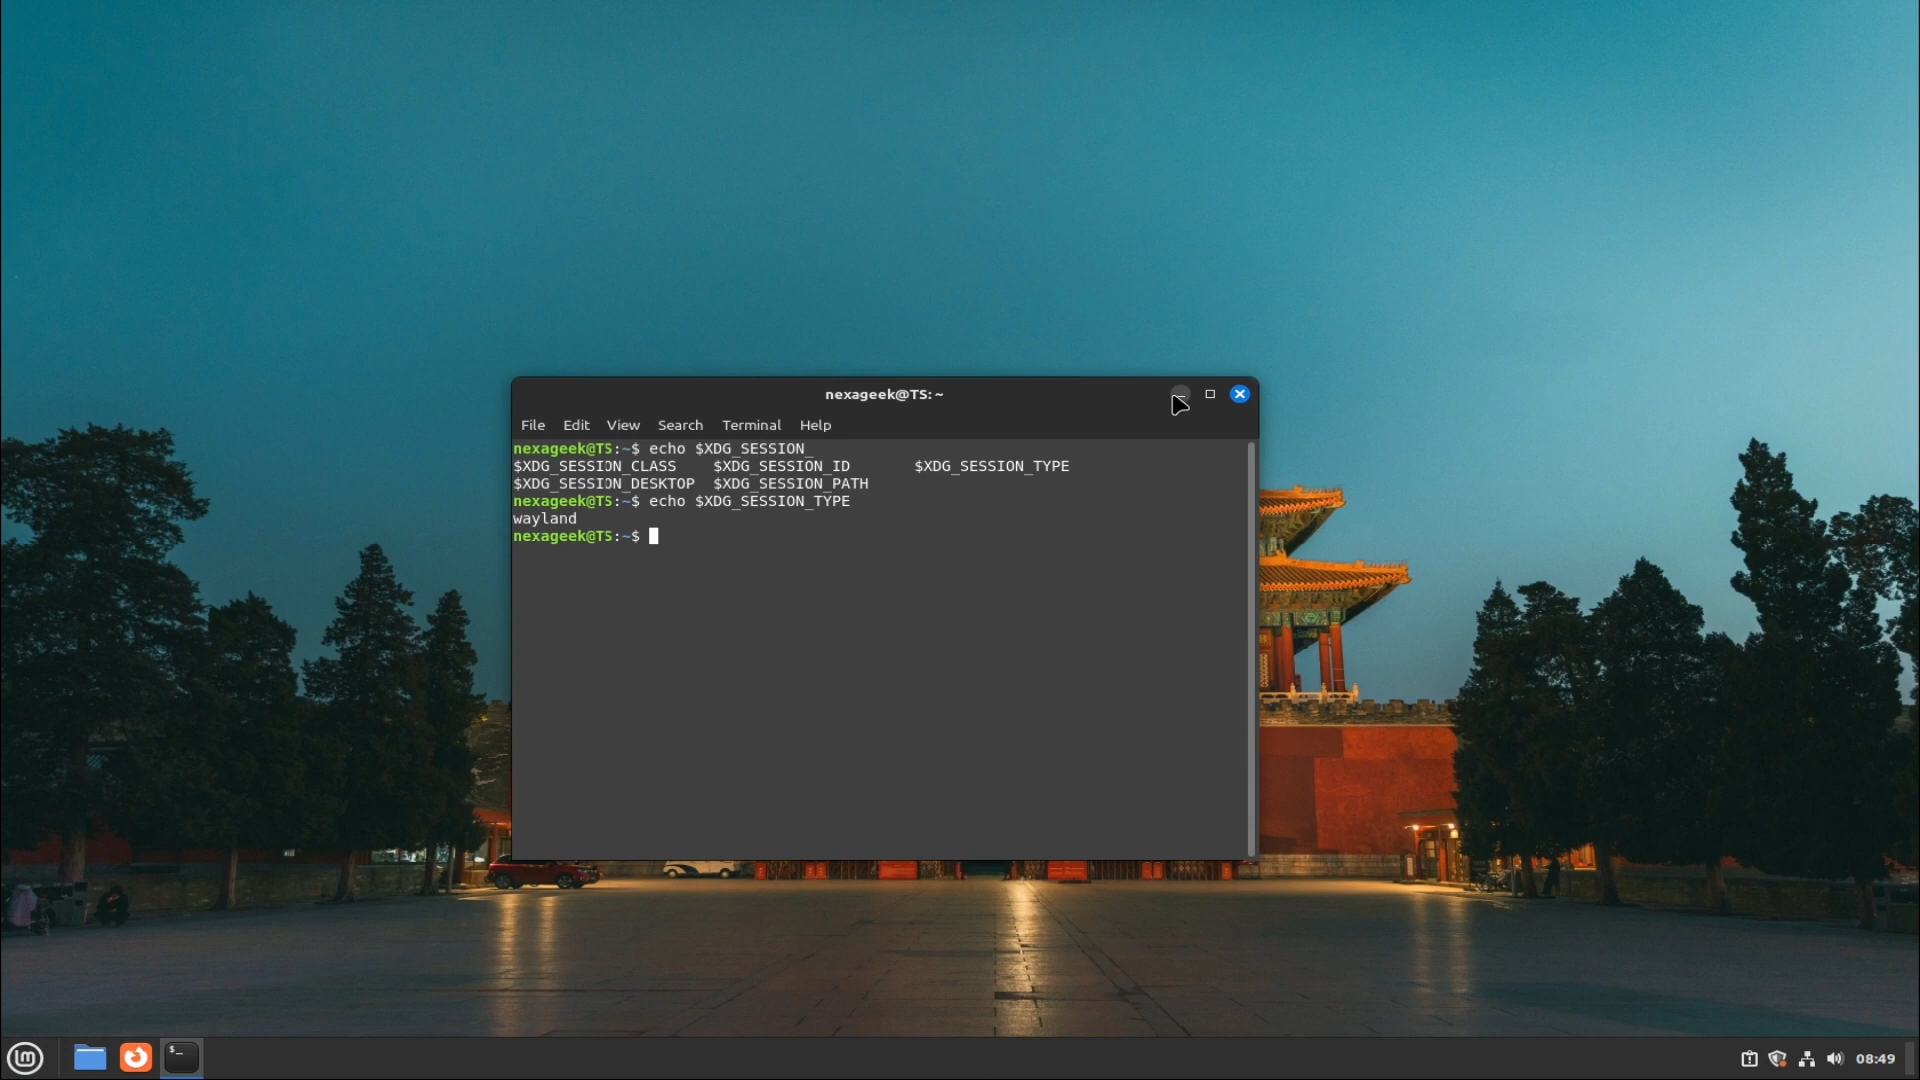 nexageek@TS: ~
File Edit View Search Terminal Help
nexageek@TS:~$ echo $XDG_SESSION_
$XDG_SESSION_CLASS $XDG_SESSION_ID $XDG_SESSION_TYPE
$XDG_SESSION_DESKTOP $XDG_SESSION_PATH
nexageek@TS:~$ echo $XDG_SESSION_TYPE
wayland
nexageek@TS:~$
$_
08:49